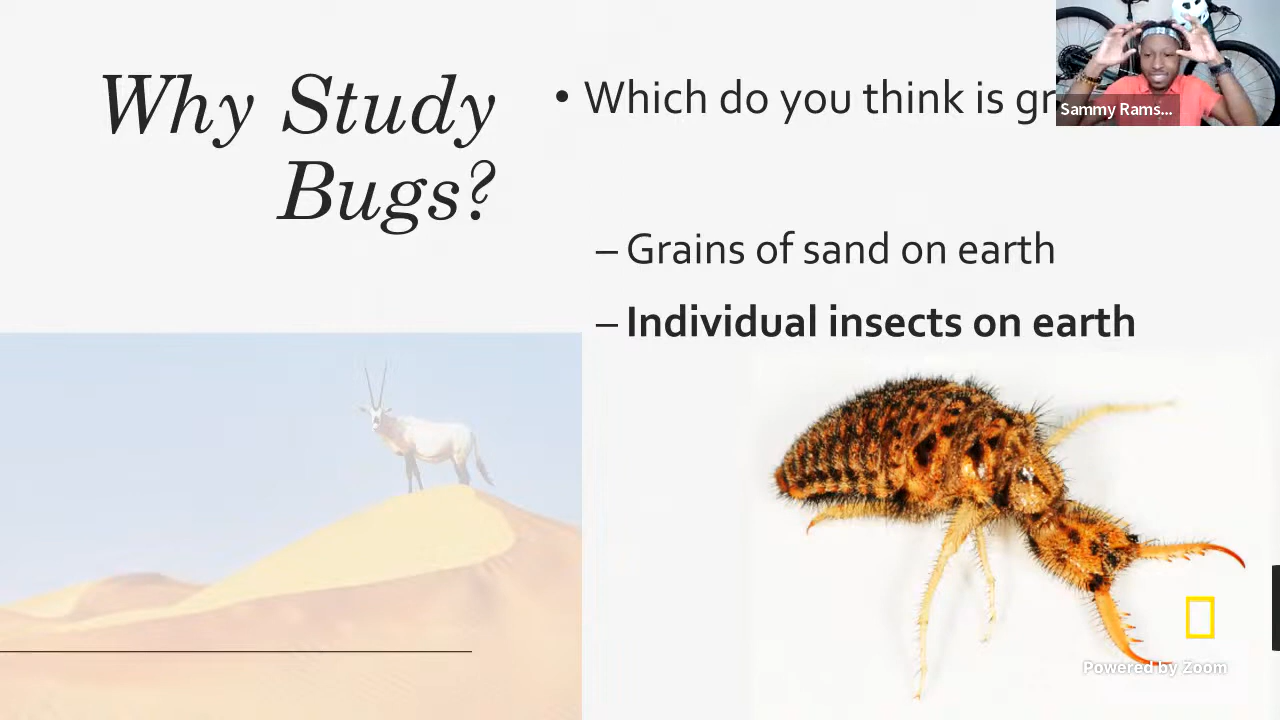 Why Study
Bugs?
• Which do you think is
– Grains of sand on earth
– Individual insects on earth
Sammy Rams...
Powered by Zoom